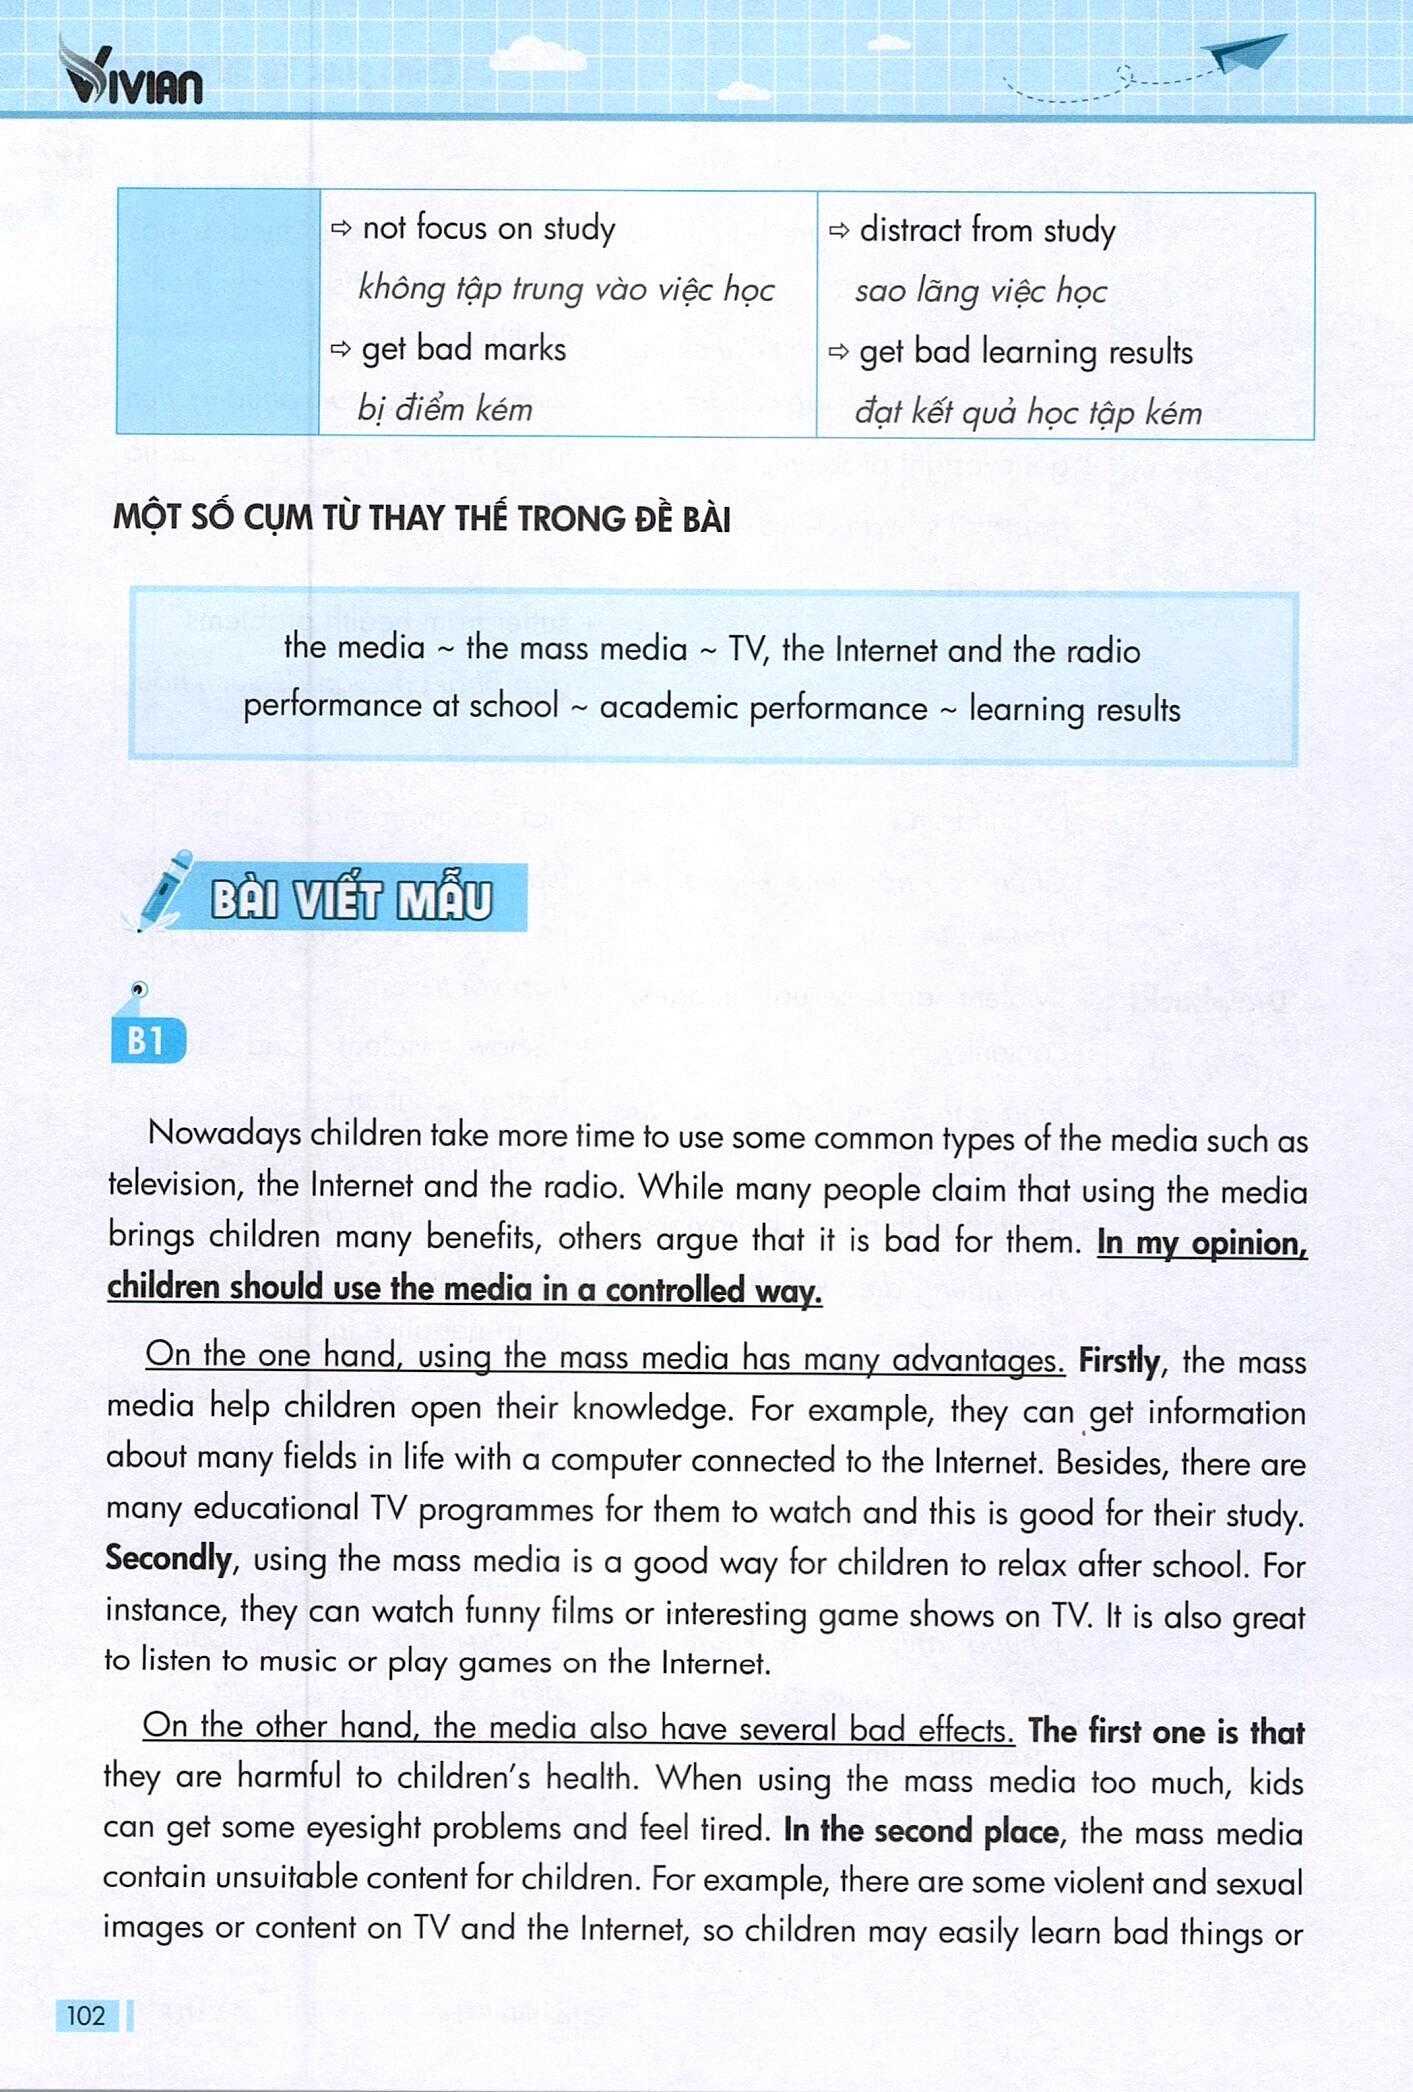 VIVIAN
⇨ not focus on study
không tập trung vào việc học
⇨ get bad marks
bị điểm kém
⇨ distract from study
sao lãng việc học
⇨ get bad learning results
đạt kết quả học tập kém
MỘT SỐ CỤM TỪ THAY THẾ TRONG ĐỀ BÀI
the media ~ the mass media ~ TV, the Internet and the radio
performance at school ~ academic performance ~ learning results
BÀI VIẾT MẪU
B1
Nowadays children take more time to use some common types of the media such as
television, the Internet and the radio. While many people claim that using the media
brings children many benefits, others argue that it is bad for them. In my opinion,
children should use the media in a controlled way.
On the one hand, using the mass media has many advantages. Firstly, the mass
media help children open their knowledge. For example, they can get information
about many fields in life with a computer connected to the Internet. Besides, there are
many educational TV programmes for them to watch and this is good for their study.
Secondly, using the mass media is a good way for children to relax after school. For
instance, they can watch funny films or interesting game shows on TV. It is also great
to listen to music or play games on the Internet.
On the other hand, the media also have several bad effects. The first one is that
they are harmful to children's health. When using the mass media too much, kids
can get some eyesight problems and feel tired. In the second place, the mass media
contain unsuitable content for children. For example, there are some violent and sexual
images or content on TV and the Internet, so children may easily learn bad things or
102